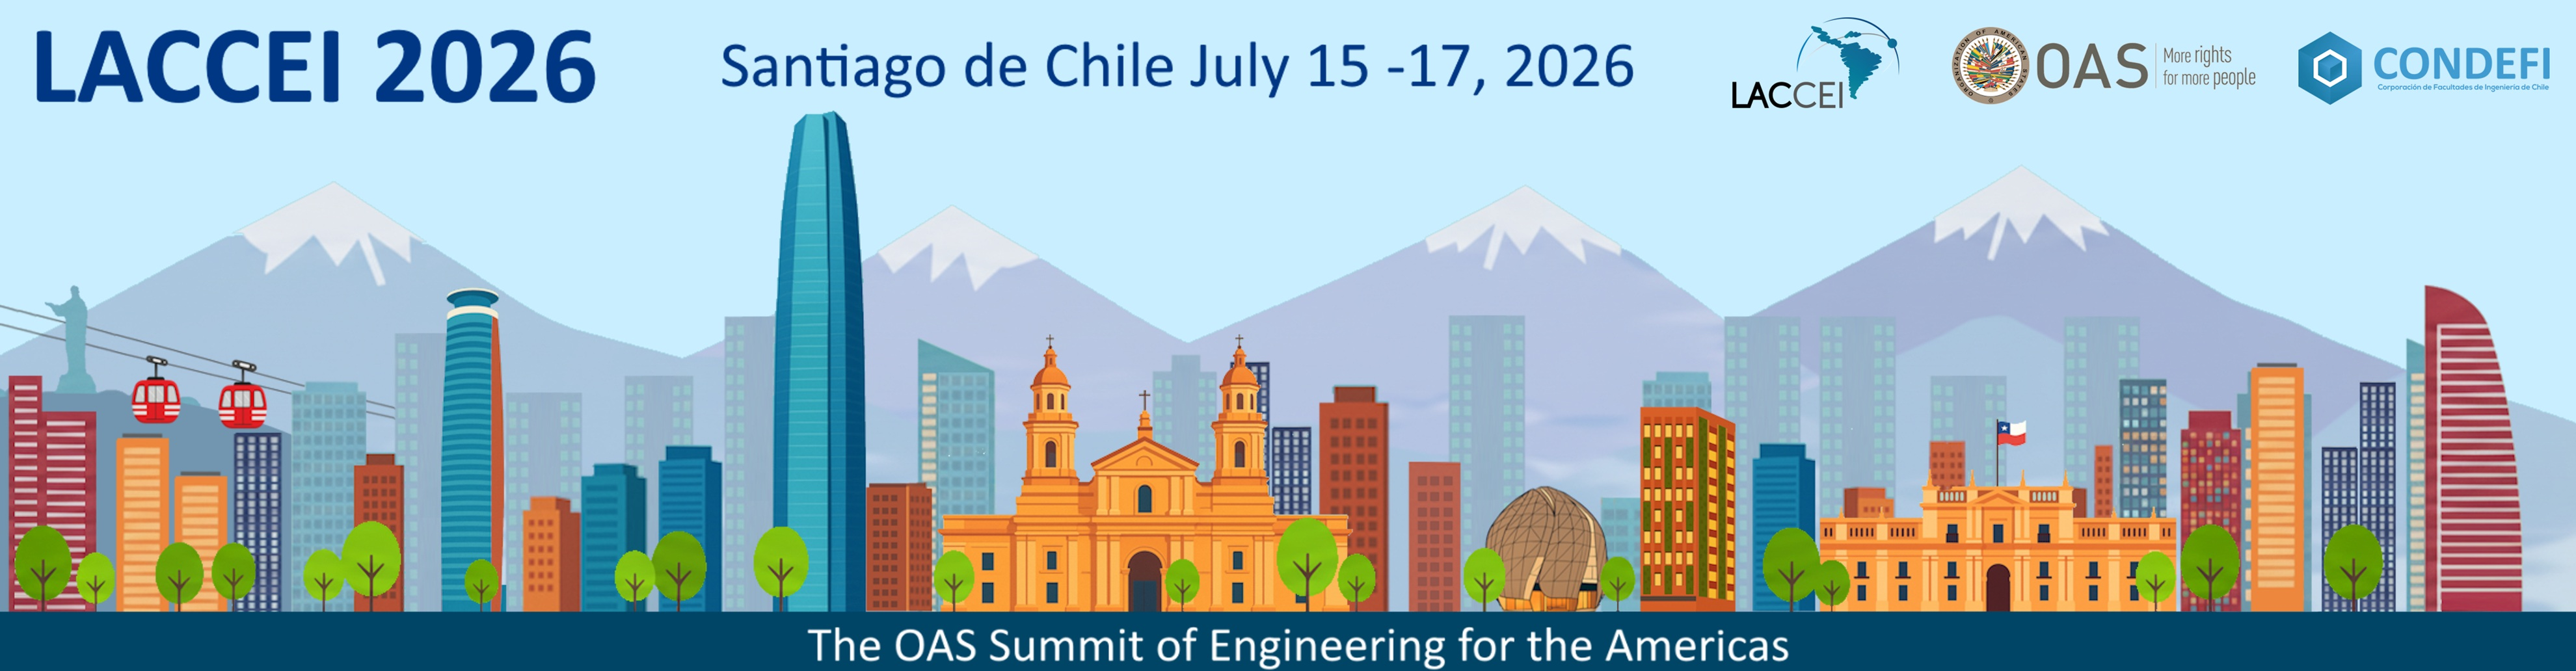 LACCEI 2026
Santiago de Chile July 15 -17, 2026
LACCEI
OAS
More rights
for more people
CONDEFI
Corporación de Facultades de Ingeniería de Chile
The OAS Summit of Engineering for the Americas